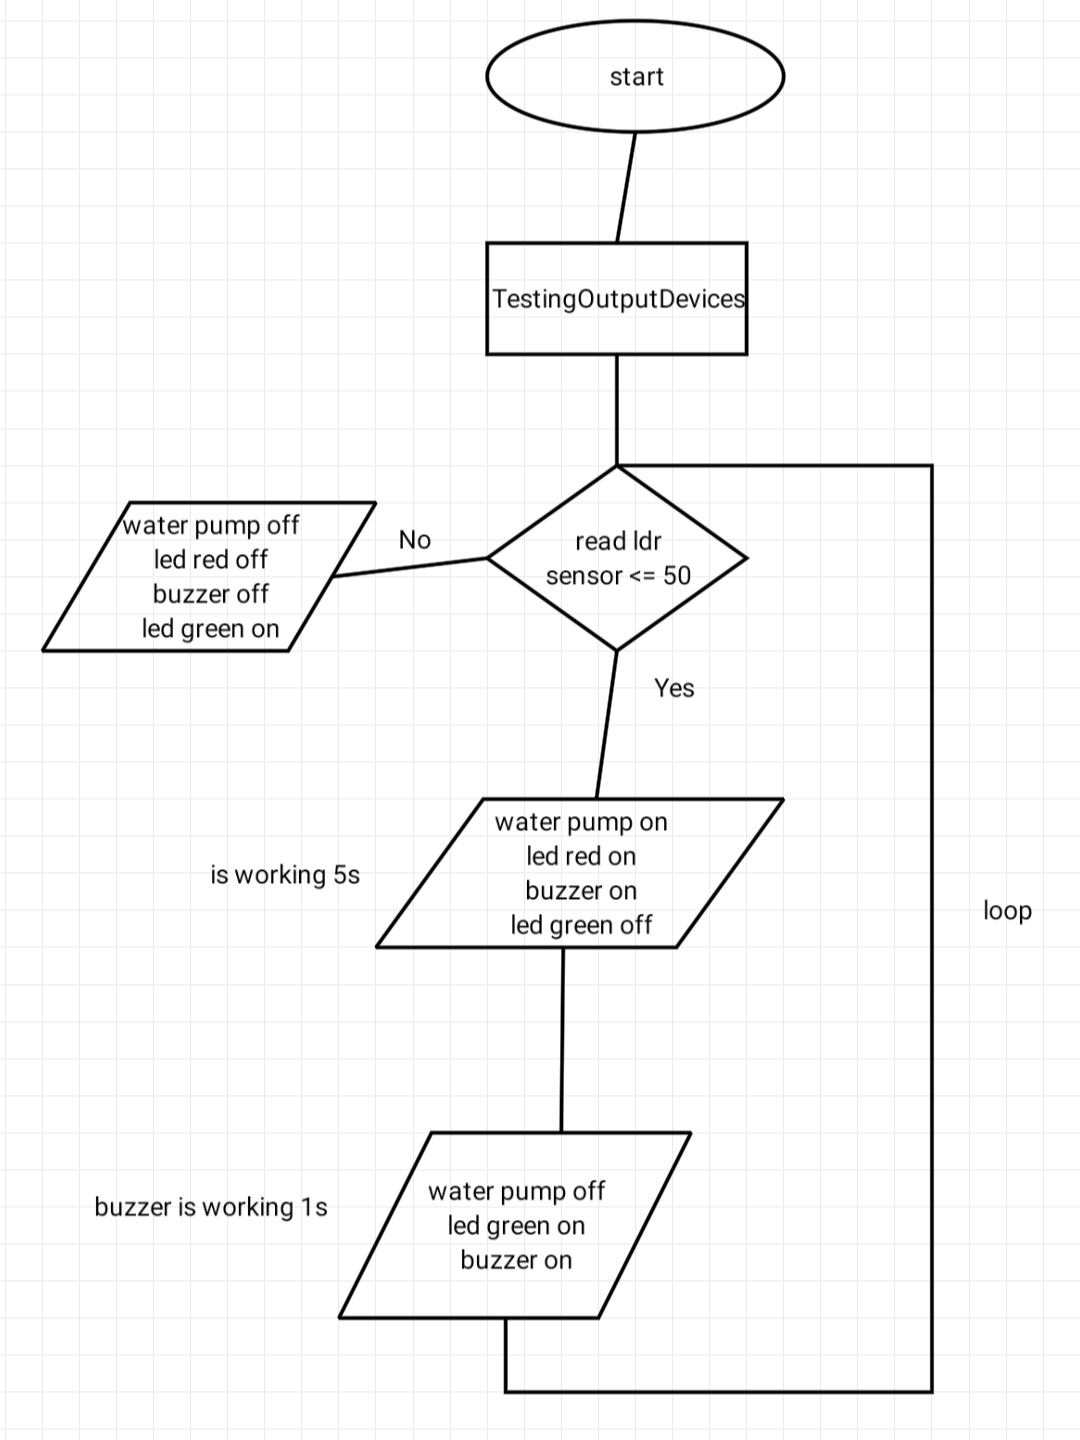 start
TestingOutputDevices
read ldr
sensor <= 50
No
water pump off
led red off
buzzer off
led green on
Yes
water pump on
led red on
buzzer on
led green off
is working 5s
loop
water pump off
led green on
buzzer on
buzzer is working 1s